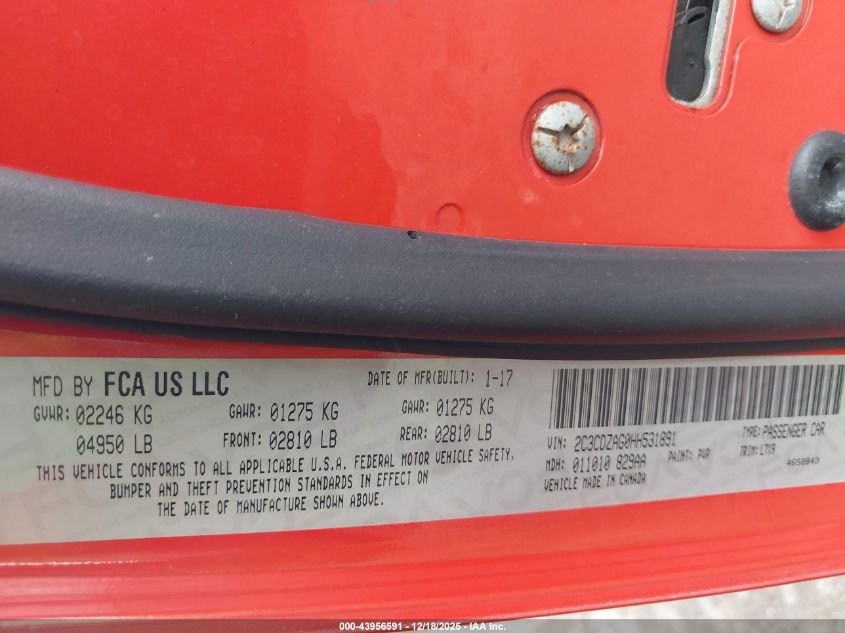 MFD BY FCA US LLC
DATE OF MFR(BUILT): 1-17
GVWR: 02246 KG
GAWR: 01275 KG
GAWR: 01275 KG
04950 LB
FRONT: 02810 LB
REAR: 02810 LB
THIS VEHICLE CONFORMS TO ALL APPLICABLE U.S.A. FEDERAL MOTOR VEHICLE SAFETY,
BUMPER AND THEFT PREVENTION STANDARDS IN EFFECT ON
THE DATE OF MANUFACTURE SHOWN ABOVE.
VIN: 2C3CDZAG0HH531891
TYPE: PASSENGER CAR
MDH: 011010 829AA
PAINT: PVP
TRIM: L7X9
VEHICLE MADE IN CANADA
4658943
000-43956591 - 12/18/2025 - IAA Inc.